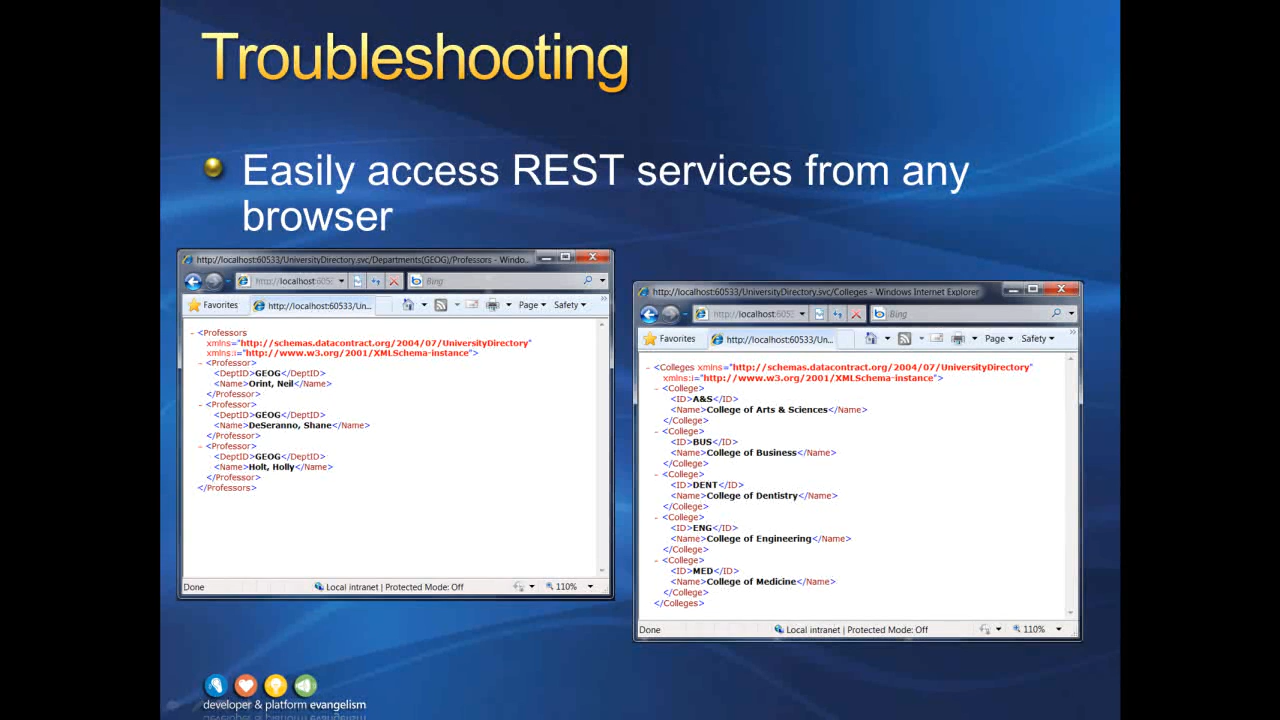 Troubleshooting
Easily access REST services from any
browser
http://localhost:60533/UniversityDirectory.svc/Departments(GEOG)/Professors - Windo...
http://localhost:6053
Bing
Favorites
http://localhost:60533/Un...
Page
Safety
- <Professors
xmlns="http://schemas.datacontract.org/2004/07/UniversityDirectory"
xmlns:i="http://www.w3.org/2001/XMLSchema-instance">
- <Professor>
<DeptID>GEOG</DeptID>
<Name>Orint, Neil</Name>
</Professor>
- <Professor>
<DeptID>GEOG</DeptID>
<Name>DeSeranno, Shane</Name>
</Professor>
- <Professor>
<DeptID>GEOG</DeptID>
<Name>Holt, Holly</Name>
</Professor>
</Professors>
Done
Local intranet | Protected Mode: Off
110%
http://localhost:60533/UniversityDirectory.svc/Colleges - Windows Internet Explorer
http://localhost:6053
Bing
Favorites
http://localhost:60533/Un...
Page
Safety
- <Colleges xmlns="http://schemas.datacontract.org/2004/07/UniversityDirectory"
xmlns:i="http://www.w3.org/2001/XMLSchema-instance">
- <College>
<ID>A&S</ID>
<Name>College of Arts & Sciences</Name>
</College>
- <College>
<ID>BUS</ID>
<Name>College of Business</Name>
</College>
- <College>
<ID>DENT</ID>
<Name>College of Dentistry</Name>
</College>
- <College>
<ID>ENG</ID>
<Name>College of Engineering</Name>
</College>
- <College>
<ID>MED</ID>
<Name>College of Medicine</Name>
</College>
</Colleges>
Done
Local intranet | Protected Mode: Off
110%
developer & platform evangelism